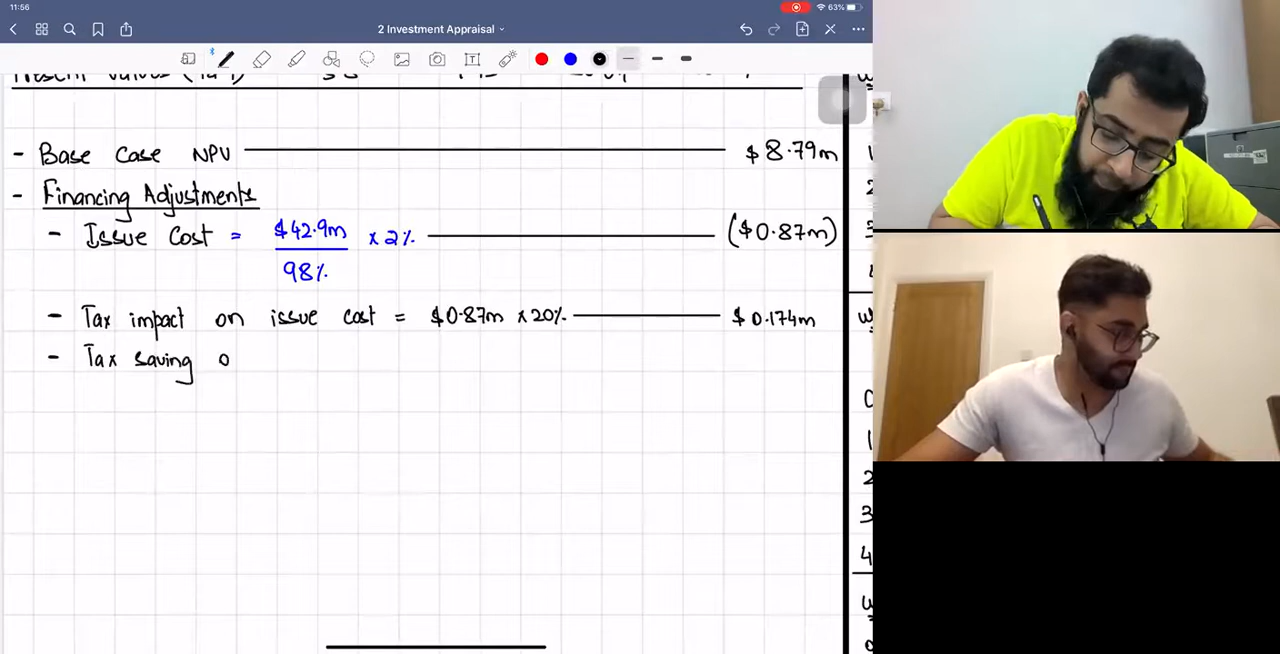 11:56
63%
2 Investment Appraisal
- Base Case NPV $8.79m
- Financing Adjustments
- Issue Cost = $42.9m × 2% ($0.87m)
98%
- Tax impact on issue cost = $0.87m × 20% $0.174m
- Tax saving o